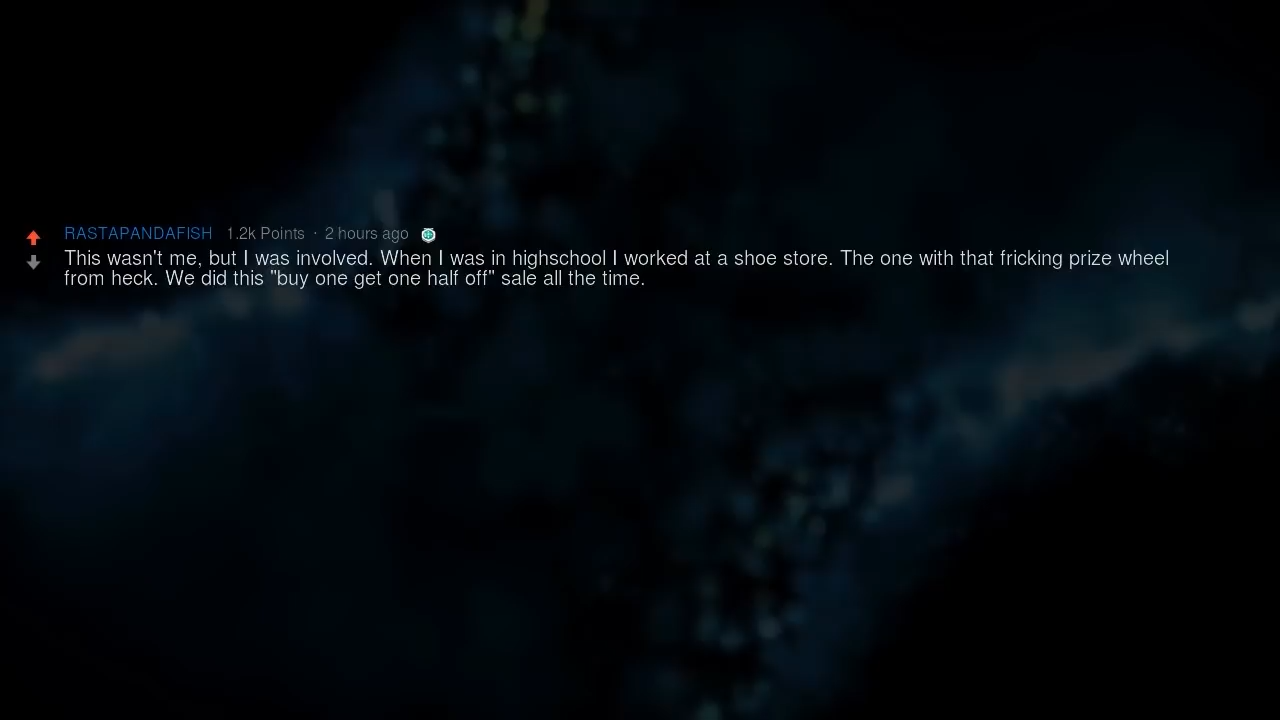 RASTAPANDAFISH 1.2k Points · 2 hours ago
This wasn't me, but I was involved. When I was in highschool I worked at a shoe store. The one with that fricking prize wheel
from heck. We did this "buy one get one half off" sale all the time.